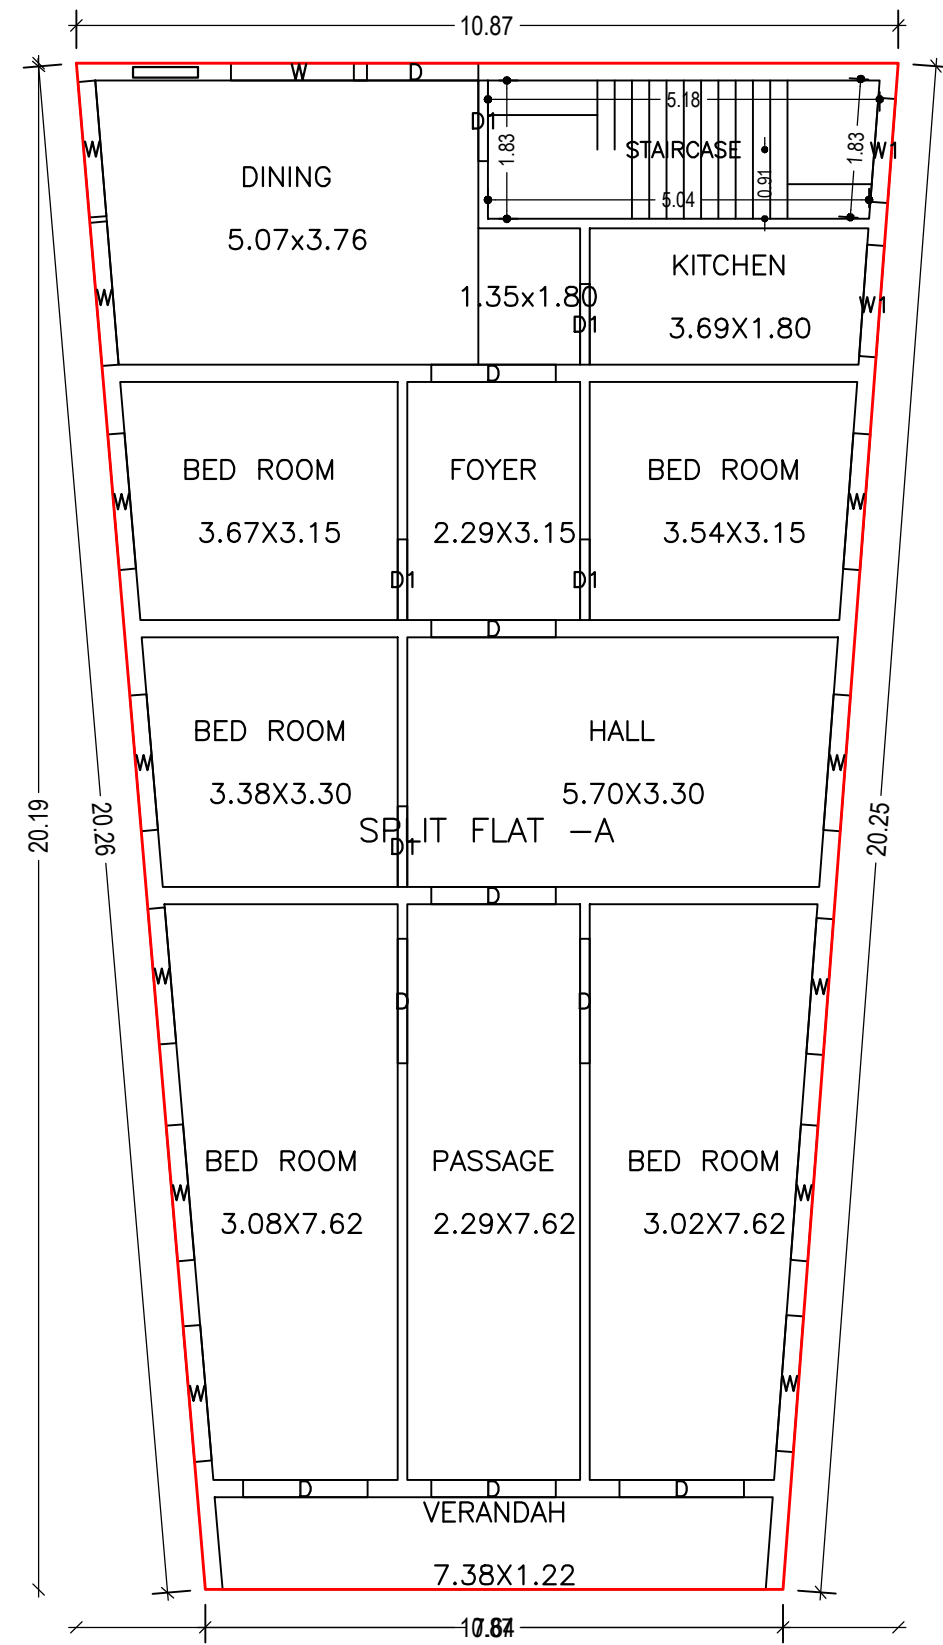 10.87
W
D
D1
5.18
W
DINING
1.83
STAIRCASE
1.83
W1
0.91
5.04
5.07x3.76
KITCHEN
W
1.35x1.80
W1
D1
3.69X1.80
D
BED ROOM
FOYER
BED ROOM
W
W
3.67X3.15
2.29X3.15
3.54X3.15
D1
D1
D
BED ROOM
HALL
W
W
3.38X3.30
5.70X3.30
20.19
20.26
20.25
SPLIT FLAT -A
D1
D
W
W
D
D
BED ROOM
PASSAGE
BED ROOM
W
W
3.08X7.62
2.29X7.62
3.02X7.62
W
W
D
D
D
VERANDAH
7.38X1.22